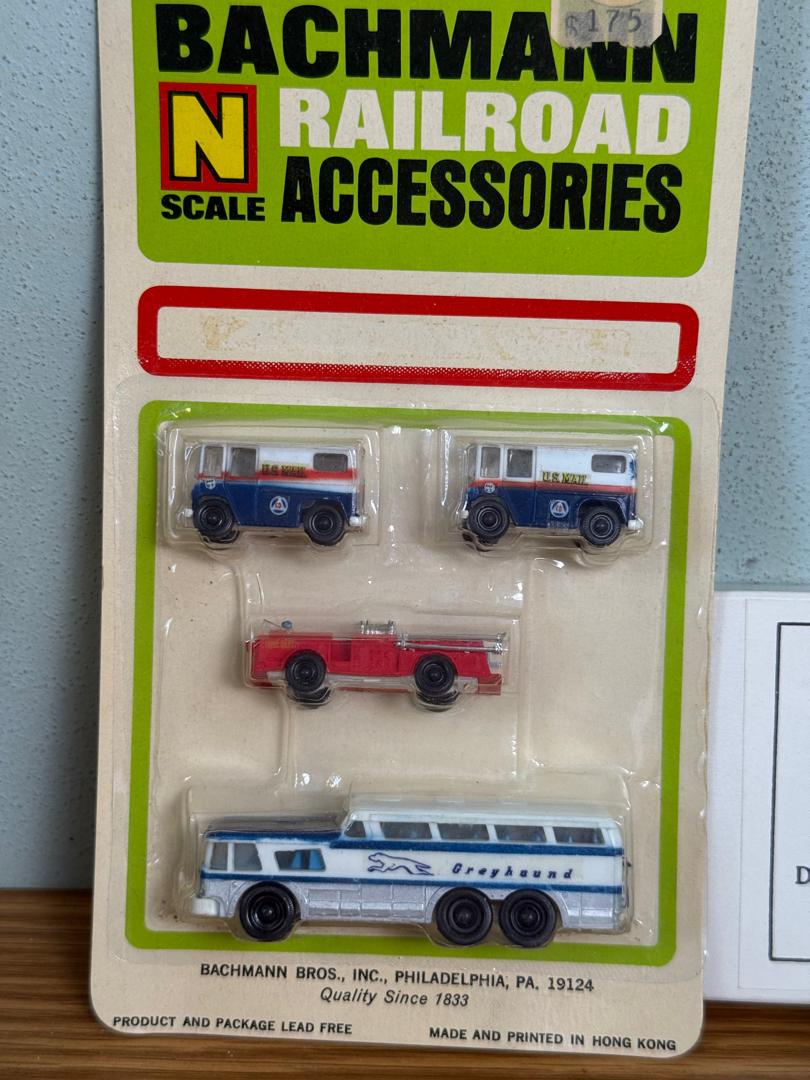 $175
BACHMANN
N
SCALE
RAILROAD
ACCESSORIES
U.S. MAIL
U.S. MAIL
Greyhound
BACHMANN BROS., INC., PHILADELPHIA, PA. 19124
Quality Since 1833
PRODUCT AND PACKAGE LEAD FREE
MADE AND PRINTED IN HONG KONG
D